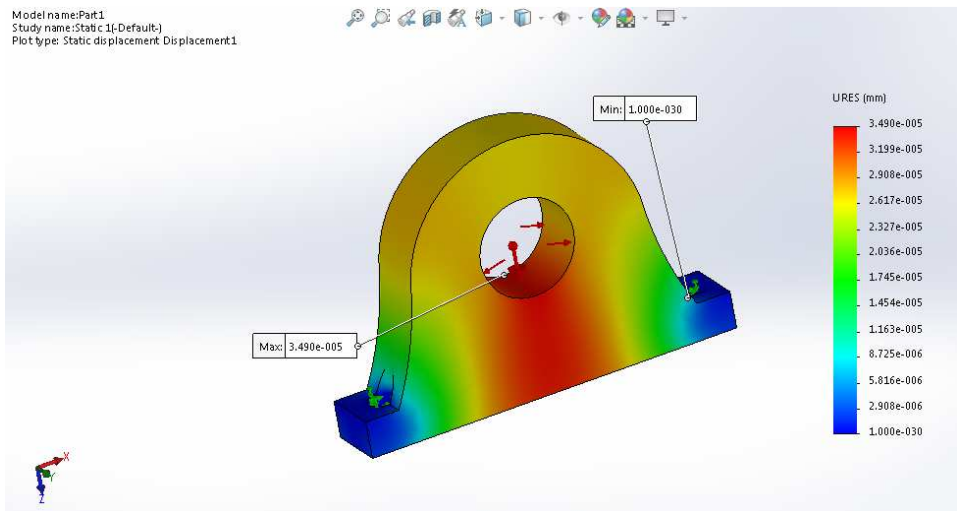 Model name:Part1
Study name:Static 1(-Default-)
Plot type: Static displacement Displacement1
Min: 1.000e-030
URES (mm)
3.490e-005
3.199e-005
2.908e-005
2.617e-005
2.327e-005
2.036e-005
1.745e-005
1.454e-005
1.163e-005
8.725e-006
5.816e-006
2.908e-006
1.000e-030
Max: 3.490e-005
X
Y
Z